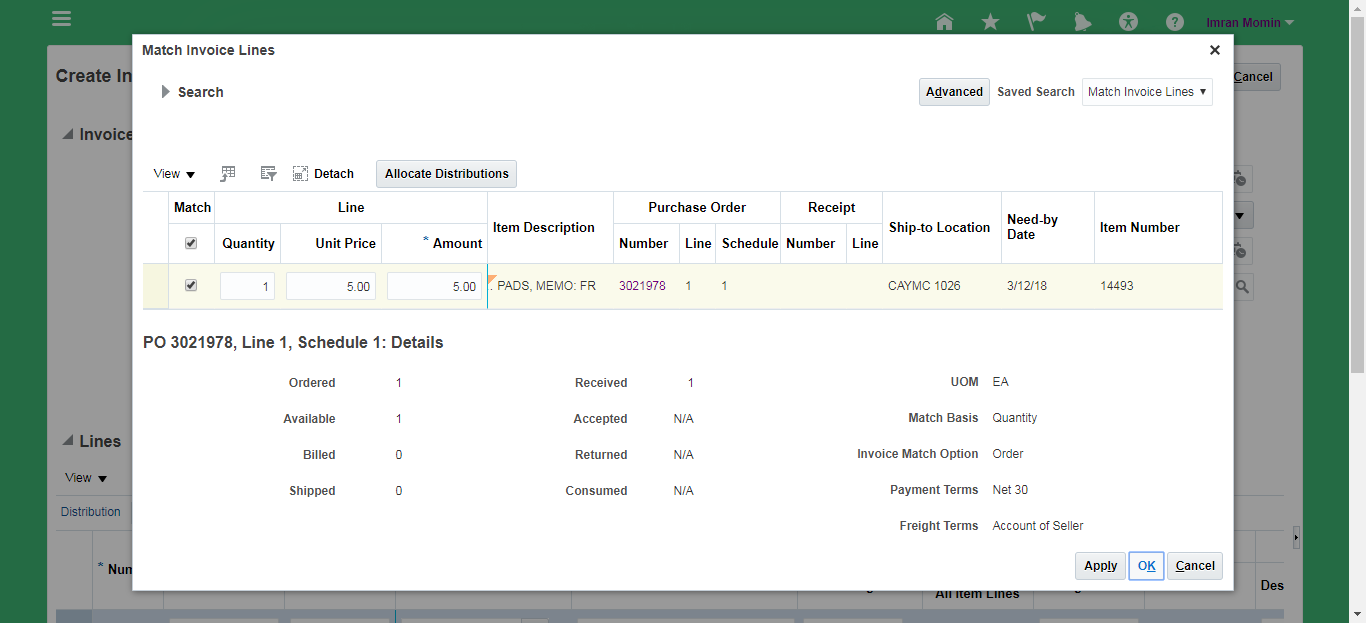 Imran Momin
Match Invoice Lines
Create In
Cancel
Search
Advanced Saved Search Match Invoice Lines
Invoice
View Detach Allocate Distributions
Match Line Purchase Order Receipt
Item Description Ship-to Location Need-by Date Item Number
Quantity Unit Price * Amount Number Line Schedule Number Line
1 5.00 5.00 . PADS, MEMO: FR 3021978 1 1 CAYMC 1026 3/12/18 14493
PO 3021978, Line 1, Schedule 1: Details
Ordered 1 Received 1 UOM EA
Available 1 Accepted N/A Match Basis Quantity
Billed 0 Returned N/A Invoice Match Option Order
Shipped 0 Consumed N/A Payment Terms Net 30
Freight Terms Account of Seller
Lines
View
Distribution
Apply OK Cancel
* Num
All Item Lines
Des